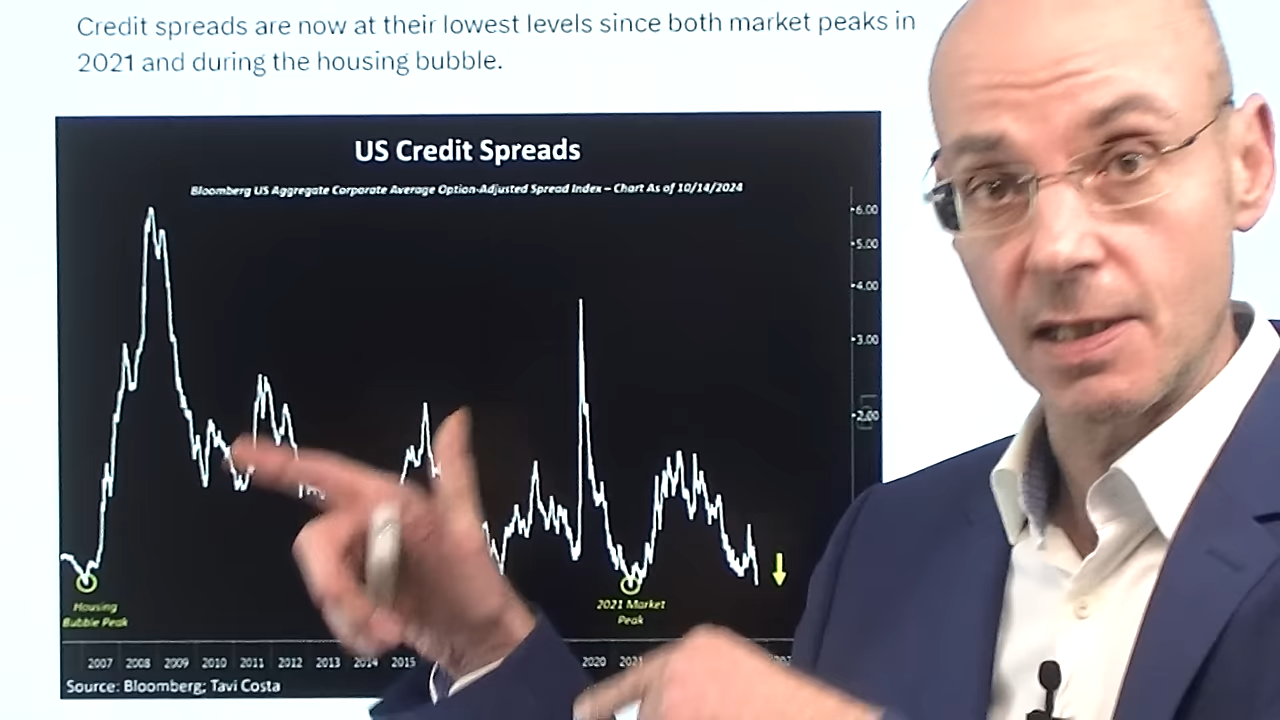 Credit spreads are now at their lowest levels since both market peaks in
2021 and during the housing bubble.
US Credit Spreads
Bloomberg US Aggregate Corporate Average Option-Adjusted Spread Index – Chart As of 10/14/2024
6.00
5.00
4.00
3.00
2.00
Housing
Bubble Peak
2021 Market
Peak
2007 2008 2009 2010 2011 2012 2013 2014 2015 2020
Source: Bloomberg; Tavi Costa